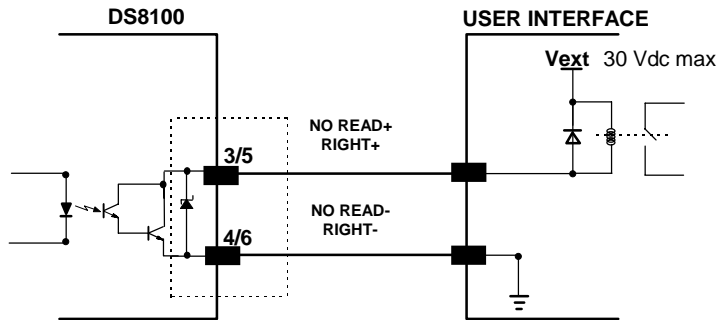 DS8100
USER INTERFACE
Vext 30 Vdc max
NO READ+
RIGHT+
3/5
NO READ-
RIGHT-
4/6